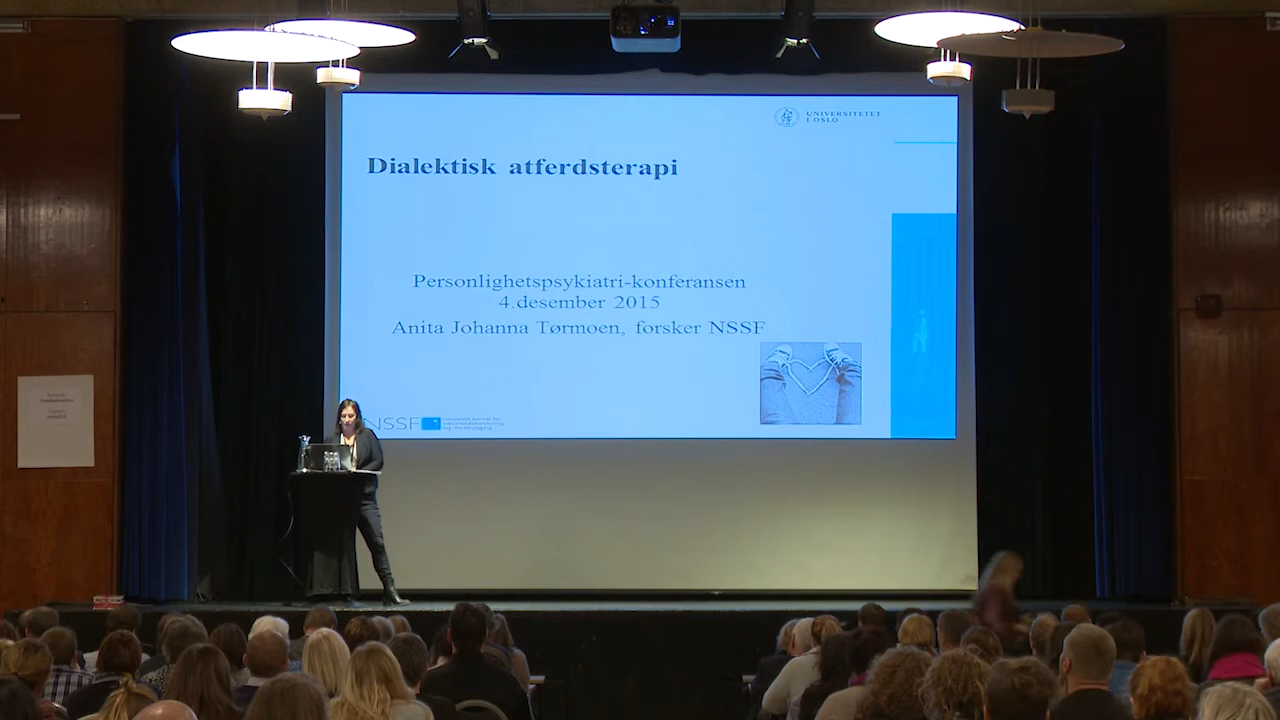 UNIVERSITETET
I OSLO
Dialektisk atferdsterapi
Personlighetspsykiatri-konferansen
4.desember 2015
Anita Johanna Tørmoen, forsker NSSF
NSSF